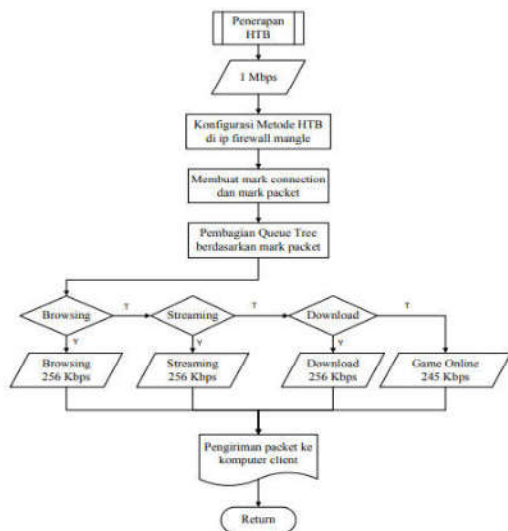 Penerapan
HTB
1 Mbps
Konfigurasi Metode HTB
di ip firewall mangle
Membuat mark connection
dan mark packet
Pembagian Queue Tree
berdasarkan mark packet
Browsing
T
Streaming
T
Download
T
Y
Y
Y
Browsing
256 Kbps
Streaming
256 Kbps
Download
256 Kbps
Game Online
245 Kbps
Pengiriman packet ke
komputer client
Return